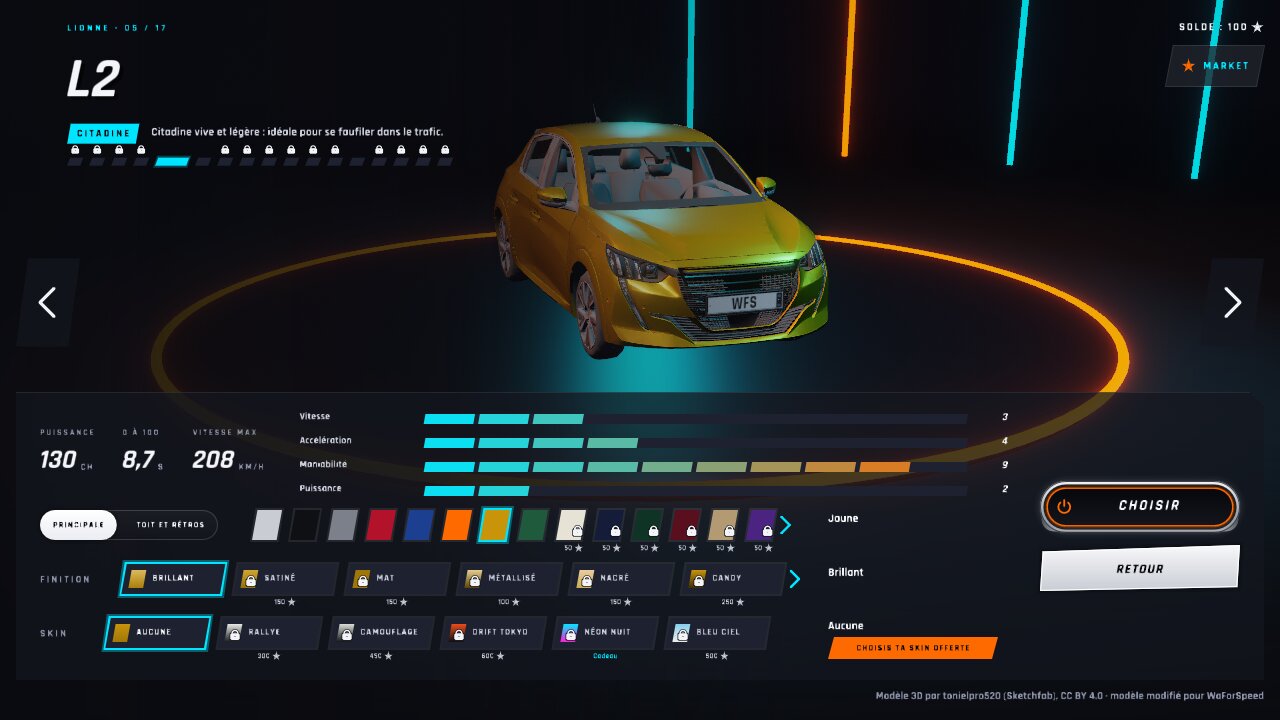 LIONNE · 05 / 17
SOLDE : 100 ★
L2
★ MARKET
CITADINE
Citadine vive et légère : idéale pour se faufiler dans le trafic.
WFS
PUISSANCE
130 CH
0 À 100
8,7 S
VITESSE MAX
208 KM/H
Vitesse 3
Accélération 4
Maniabilité 9
Puissance 2
PRINCIPALE
TOIT ET RÉTROS
50 ★ 50 ★ 50 ★ 50 ★ 50 ★ 50 ★
Jaune
FINITION
BRILLANT
SATINÉ
150 ★
MAT
150 ★
MÉTALLISÉ
100 ★
NACRÉ
150 ★
CANDY
250 ★
Brillant
SKIN
AUCUNE
RALLYE
300 ★
CAMOUFLAGE
450 ★
DRIFT TOKYO
600 ★
NÉON NUIT
Cadeau
BLEU CIEL
500 ★
Aucune
CHOISIS TA SKIN OFFERTE
CHOISIR
RETOUR
Modèle 3D par tonielpro520 (Sketchfab), CC BY 4.0 · modèle modifié pour WaForSpeed